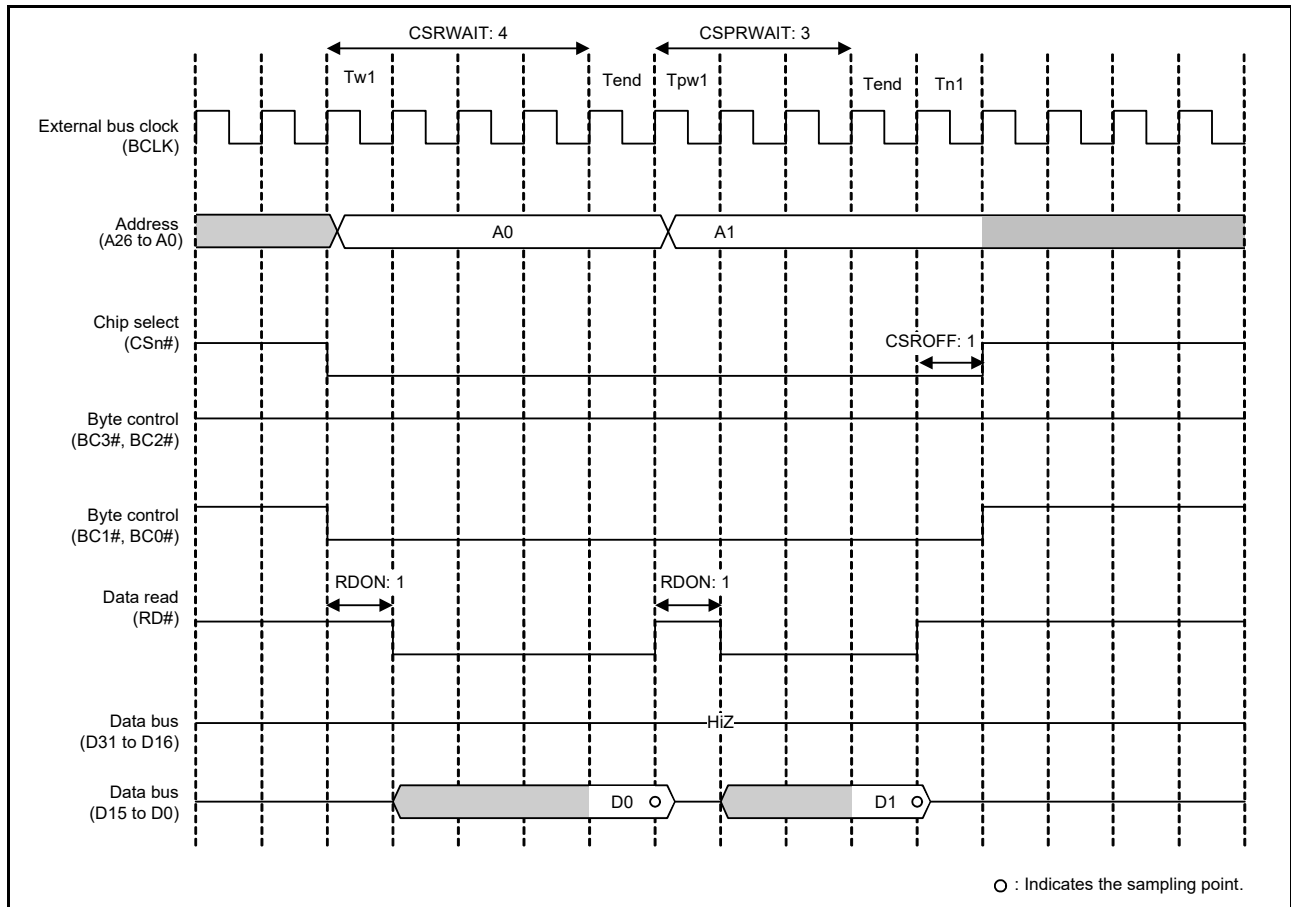 CSRWAIT: 4
CSPRWAIT: 3
Tw1
Tend
Tpw1
Tend
Tn1
External bus clock
(BCLK)
Address
(A26 to A0)
A0
A1
Chip select
(CSn#)
CSROFF: 1
Byte control
(BC3#, BC2#)
Byte control
(BC1#, BC0#)
RDON: 1
RDON: 1
Data read
(RD#)
Data bus
(D31 to D16)
HiZ
Data bus
(D15 to D0)
D0
D1
: Indicates the sampling point.